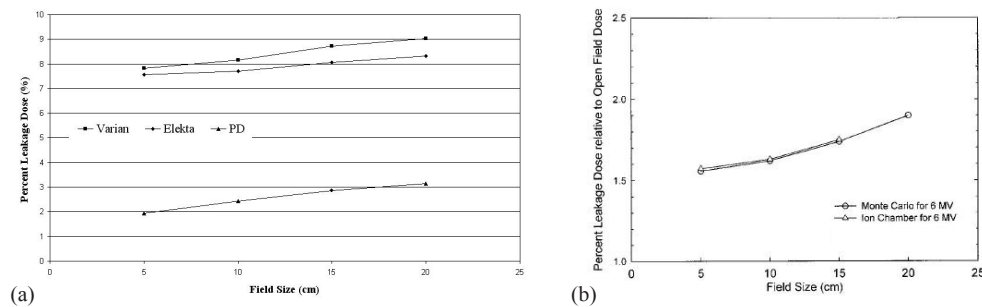 (a)
Percent Leakage Dose (%)
10
9
8
7
6
5
4
3
2
1
0
Varian Elekta PD
0 5 10 15 20 25
Field Size (cm)
(b)
Percent Leakage Dose relative to Open Field Dose
2.5
2.0
1.5
1.0
Monte Carlo for 6 MV
Ion Chamber for 6 MV
0 5 10 15 20 25
Field Size (cm)